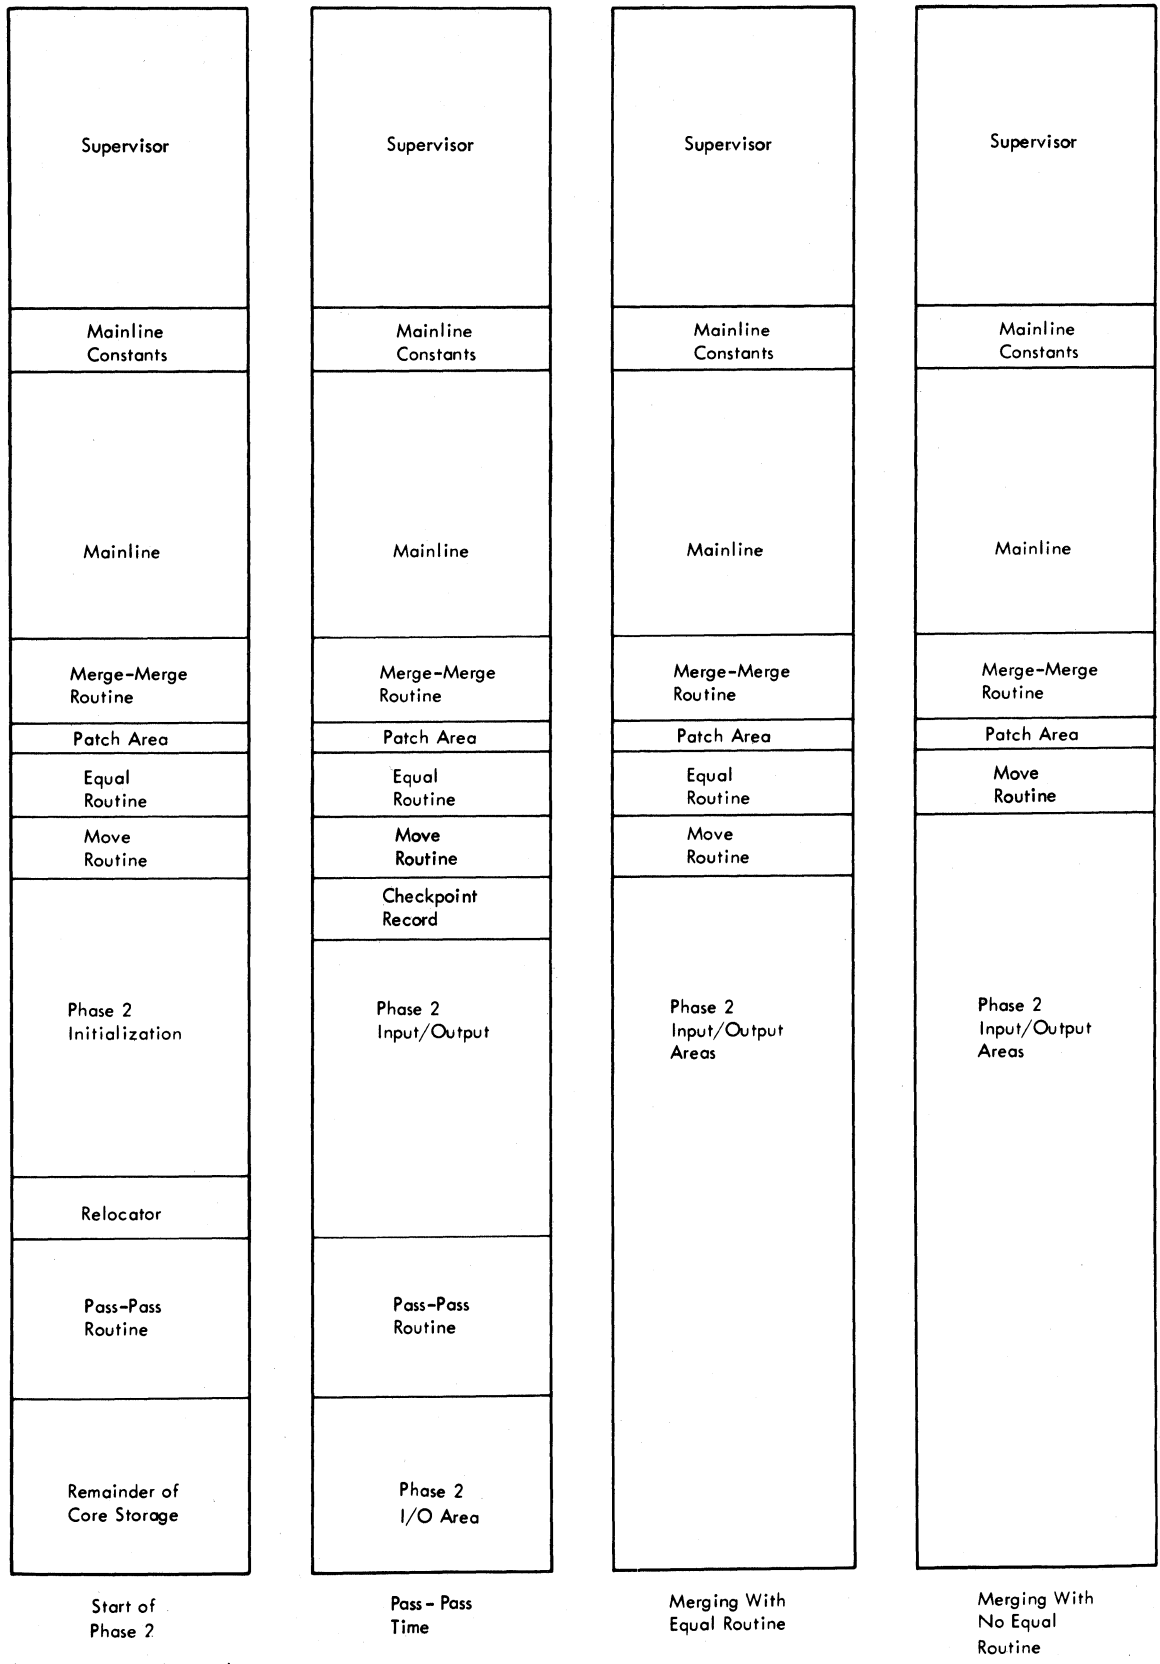 Supervisor
Mainline
Constants
Mainline
Merge-Merge
Routine
Patch Area
Equal
Routine
Move
Routine
Phase 2
Initialization
Relocator
Pass-Pass
Routine
Remainder of
Core Storage
Start of
Phase 2
Supervisor
Mainline
Constants
Mainline
Merge-Merge
Routine
Patch Area
Equal
Routine
Move
Routine
Checkpoint
Record
Phase 2
Input/Output
Pass-Pass
Routine
Phase 2
I/O Area
Pass-Pass
Time
Supervisor
Mainline
Constants
Mainline
Merge-Merge
Routine
Patch Area
Equal
Routine
Move
Routine
Phase 2
Input/Output
Areas
Merging With
Equal Routine
Supervisor
Mainline
Constants
Mainline
Merge-Merge
Routine
Patch Area
Move
Routine
Phase 2
Input/Output
Areas
Merging With
No Equal
Routine